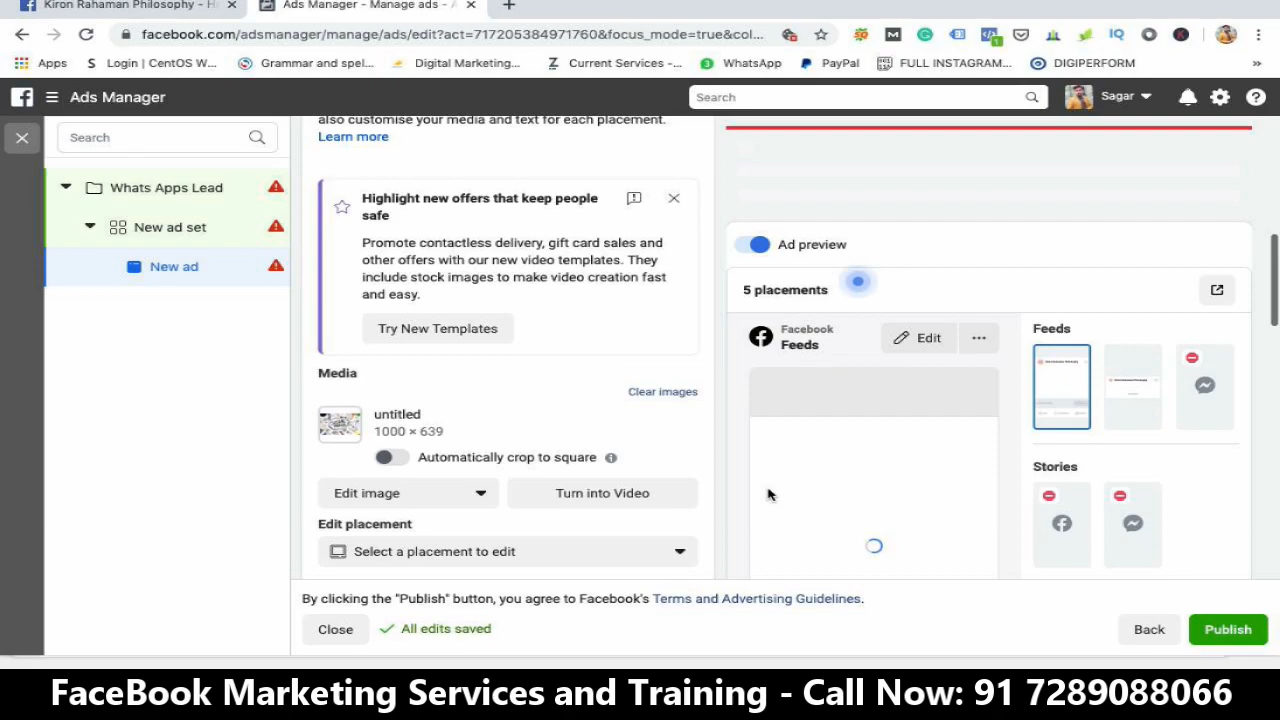 Kiron Rahaman Philosophy - H
Ads Manager - Manage ads - A
facebook.com/adsmanager/manage/ads/edit?act=717205384971760&focus_mode=true&col...
Apps
Login | CentOS W...
Grammar and spel...
Digital Marketing...
Current Services -...
WhatsApp
PayPal
FULL INSTAGRAM...
DIGIPERFORM
Ads Manager
Search
Sagar
Search
Whats Apps Lead
New ad set
New ad
also customise your media and text for each placement.
Learn more
Highlight new offers that keep people
safe
Promote contactless delivery, gift card sales and
other offers with our new video templates. They
include stock images to make video creation fast
and easy.
Try New Templates
Media
Clear images
untitled
1000 × 639
Automatically crop to square
Edit image
Turn into Video
Edit placement
Select a placement to edit
Ad preview
5 placements
Facebook
Feeds
Edit
Feeds
Stories
By clicking the "Publish" button, you agree to Facebook's Terms and Advertising Guidelines.
Close
All edits saved
Back
Publish
FaceBook Marketing Services and Training - Call Now: 91 7289088066